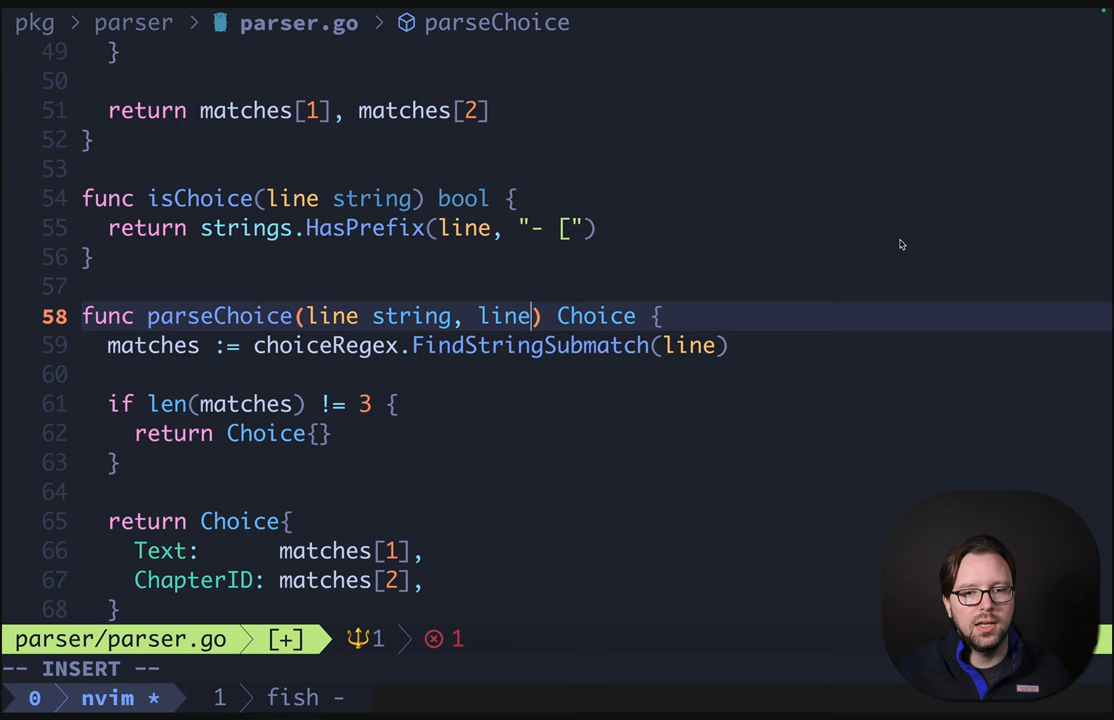 pkg > parser > parser.go > parseChoice
49 }
50
51 return matches[1], matches[2]
52 }
53
54 func isChoice(line string) bool {
55 return strings.HasPrefix(line, "- [")
56 }
57
58 func parseChoice(line string, line) Choice {
59 matches := choiceRegex.FindStringSubmatch(line)
60
61 if len(matches) != 3 {
62 return Choice{}
63 }
64
65 return Choice{
66 Text: matches[1],
67 ChapterID: matches[2],
68 }
parser/parser.go [+] 1 1
-- INSERT --
0 nvim * 1 fish -